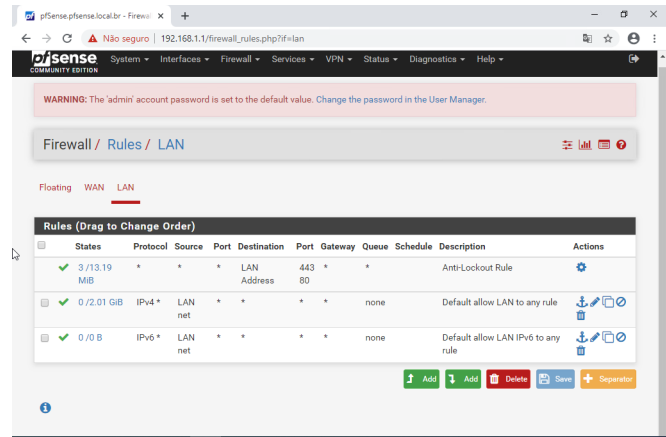 pfSense.pfsense.local.br - Firewal
Não seguro | 192.168.1.1/firewall_rules.php?if=lan
pfsense System Interfaces Firewall Services VPN Status Diagnostics Help
COMMUNITY EDITION
WARNING: The 'admin' account password is set to the default value. Change the password in the User Manager.
Firewall / Rules / LAN
Floating WAN LAN
Rules (Drag to Change Order)
States Protocol Source Port Destination Port Gateway Queue Schedule Description Actions
3 /13.19 * * * LAN 443 * * Anti-Lockout Rule
MiB Address 80
0 /2.01 GiB IPv4 * LAN * * * * none Default allow LAN to any rule
net
0 /0 B IPv6 * LAN * * * * none Default allow LAN IPv6 to any
net rule
Add Add Delete Save Separator